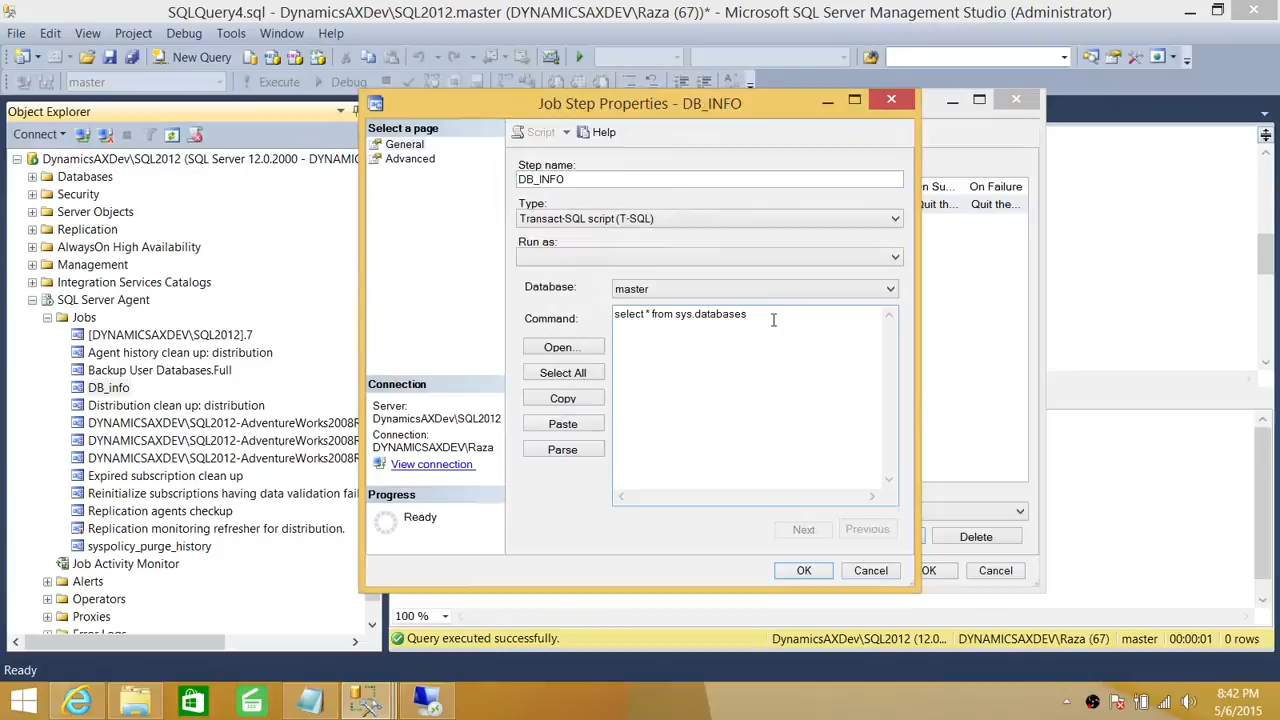 SQLQuery4.sql - DynamicsAXDev\SQL2012.master (DYNAMICSAXDEV\Raza (67))* - Microsoft SQL Server Management Studio (Administrator)
File Edit View Project Debug Tools Window Help
New Query
master Execute Debug
Object Explorer
Connect
DynamicsAXDev\SQL2012 (SQL Server 12.0.2000 - DYNAMIC
Databases
Security
Server Objects
Replication
AlwaysOn High Availability
Management
Integration Services Catalogs
SQL Server Agent
Jobs
[DYNAMICSAXDEV\SQL2012].7
Agent history clean up: distribution
Backup User Databases.Full
DB_info
Distribution clean up: distribution
DYNAMICSAXDEV\SQL2012-AdventureWorks2008R
DYNAMICSAXDEV\SQL2012-AdventureWorks2008R
DYNAMICSAXDEV\SQL2012-AdventureWorks2008R
Expired subscription clean up
Reinitialize subscriptions having data validation fai
Replication agents checkup
Replication monitoring refresher for distribution.
syspolicy_purge_history
Job Activity Monitor
Alerts
Operators
Proxies
Error Logs
Job Step Properties - DB_INFO
Select a page
General
Advanced
Script Help
Step name:
DB_INFO
Type:
Transact-SQL script (T-SQL)
Run as:
Database: master
Command: select * from sys.databases
Open...
Select All
Copy
Paste
Parse
Connection
Server:
DynamicsAXDev\SQL2012
Connection:
DYNAMICSAXDEV\Raza
View connection
Progress
Ready
Next Previous
OK Cancel
n Su... On Failure
Quit th... Quit the...
Delete
OK Cancel
100 %
Query executed successfully. DynamicsAXDev\SQL2012 (12.0... DYNAMICSAXDEV\Raza (67) master 00:00:01 0 rows
Ready
8:42 PM
5/6/2015